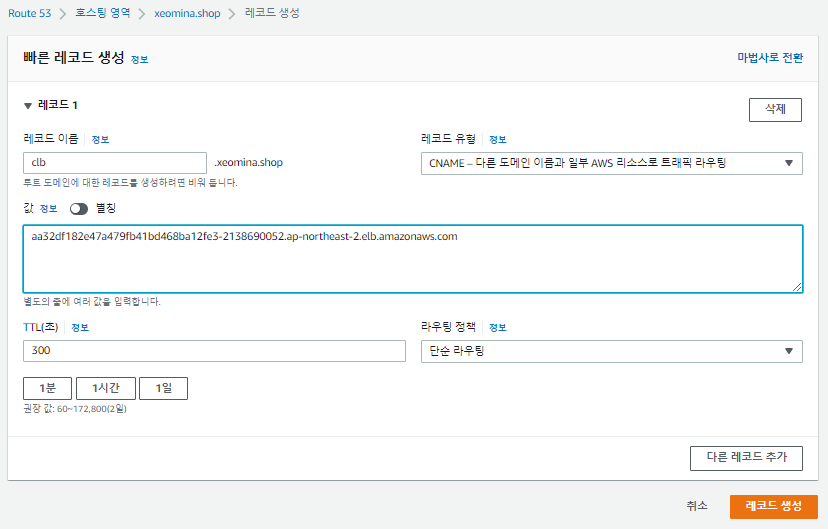 Route 53 > 호스팅 영역 > xeomina.shop > 레코드 생성
빠른 레코드 생성 정보
마법사로 전환
▼ 레코드 1
삭제
레코드 이름 정보
clb
.xeomina.shop
루트 도메인에 대한 레코드를 생성하려면 비워 둡니다.
레코드 유형 정보
CNAME – 다른 도메인 이름과 일부 AWS 리소스로 트래픽 라우팅
값 정보 별칭
aa32df182e47a479fb41bd468ba12fe3-2138690052.ap-northeast-2.elb.amazonaws.com
별도의 줄에 여러 값을 입력합니다.
TTL(초) 정보
300
1분 1시간 1일
권장 값: 60~172,800(2일)
라우팅 정책 정보
단순 라우팅
다른 레코드 추가
취소
레코드 생성